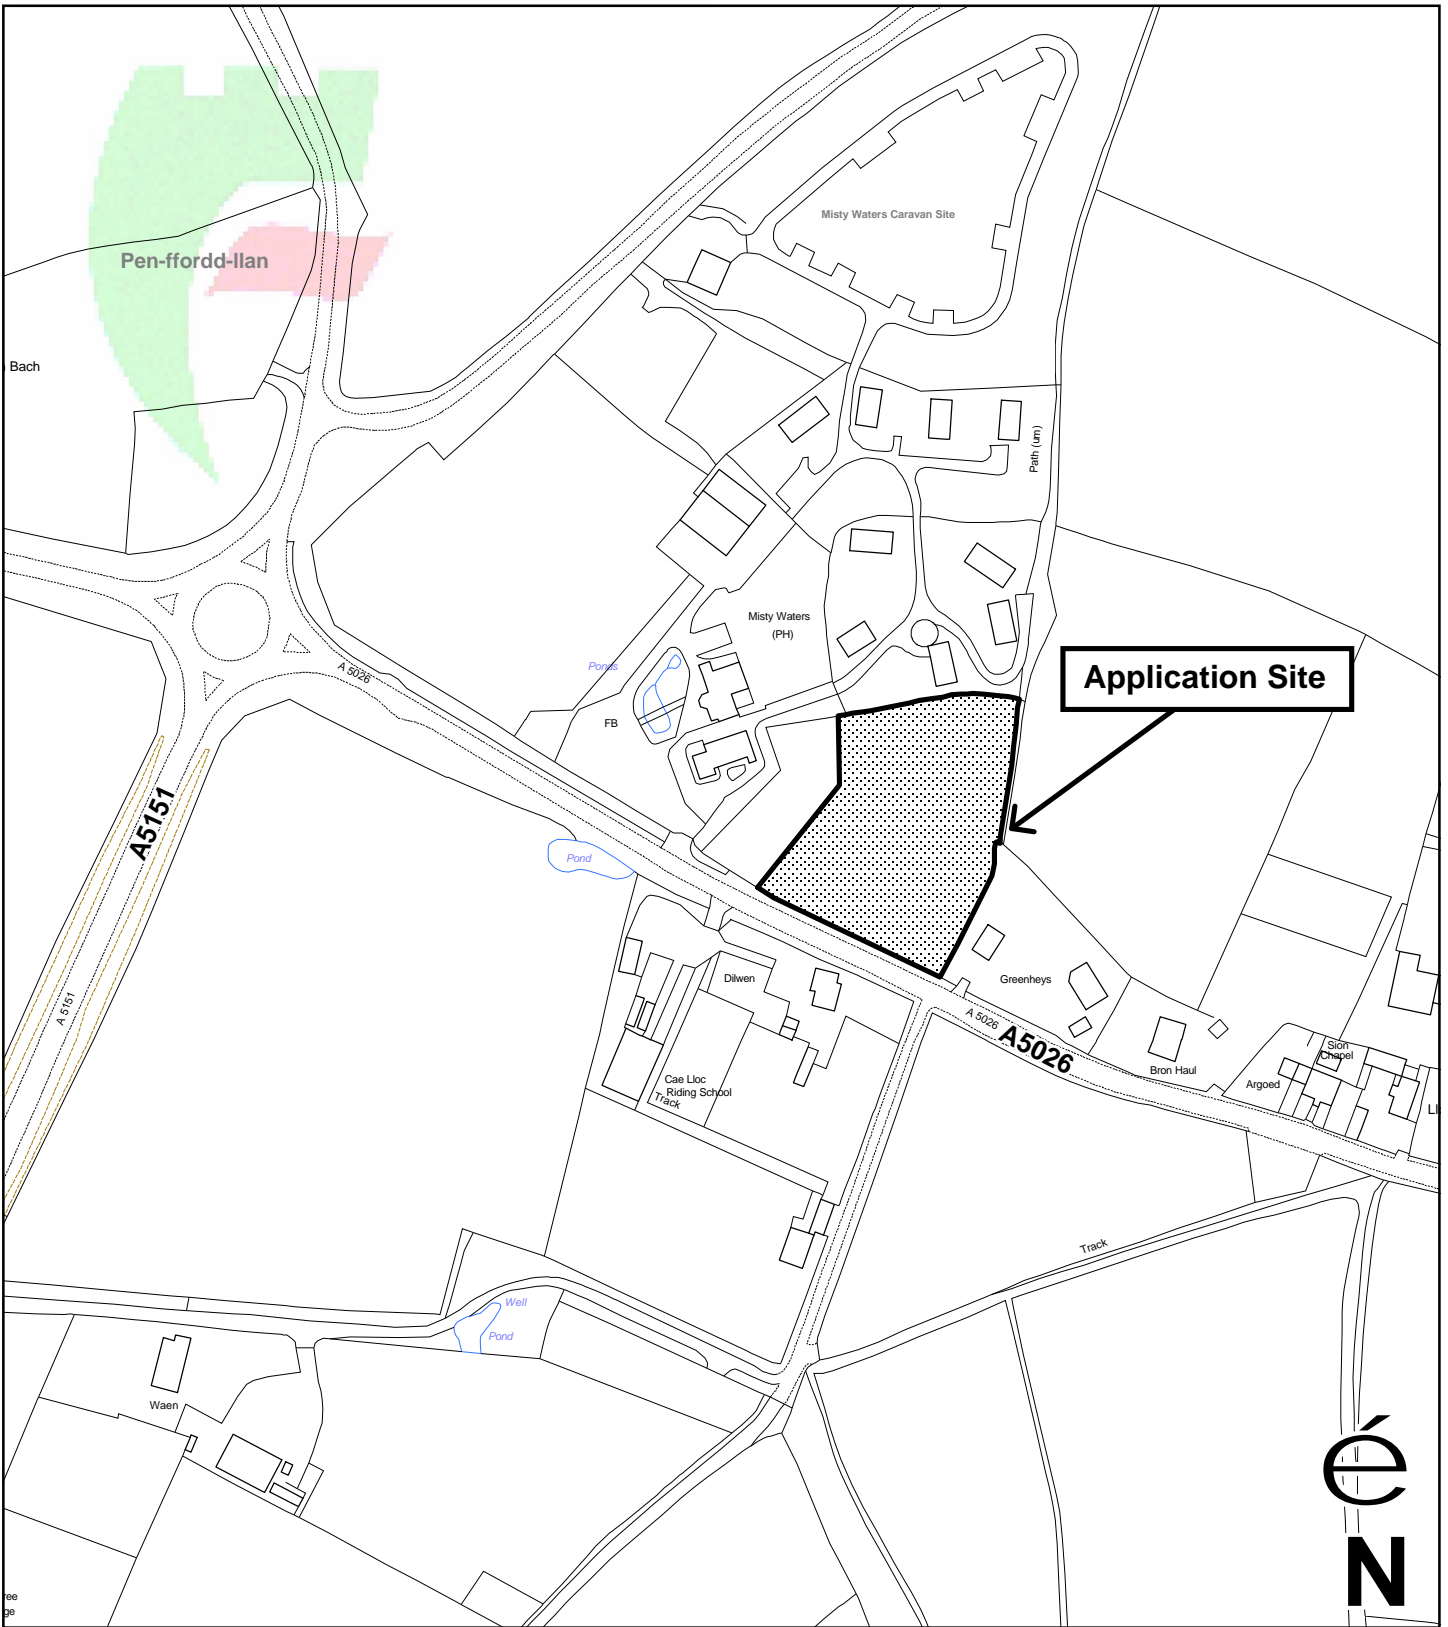 Misty Waters Caravan Site
Pen-ffordd-llan
Bach
Path (um)
Misty Waters
(PH)
Ponds
A 5026
Application Site
FB
A5151
Pond
Dilwen
Greenheys
A 5151
A 5026
A5026
Sion
Chapel
Bron Haul
Cae Lloc
Riding School
Argoed
Track
Track
Well
Pond
Waen
é
N